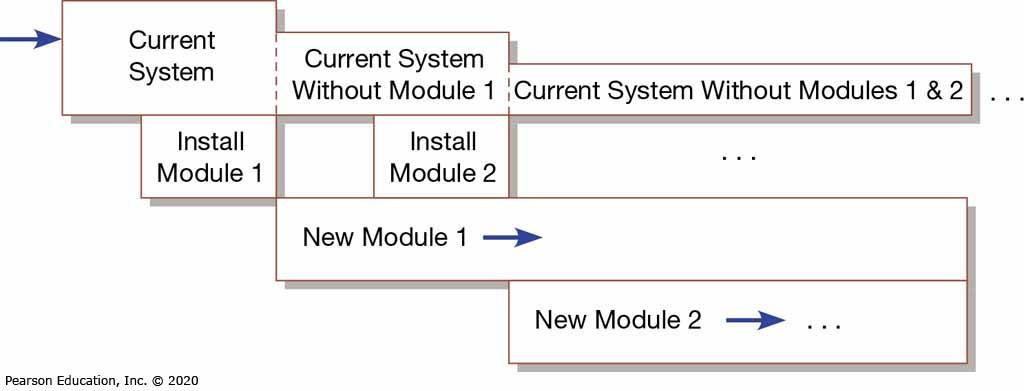 Current
System
Current System
Without Module 1
Current System Without Modules 1 & 2
. . .
Install
Module 1
Install
Module 2
. . .
New Module 1
New Module 2
. . .
Pearson Education, Inc. © 2020